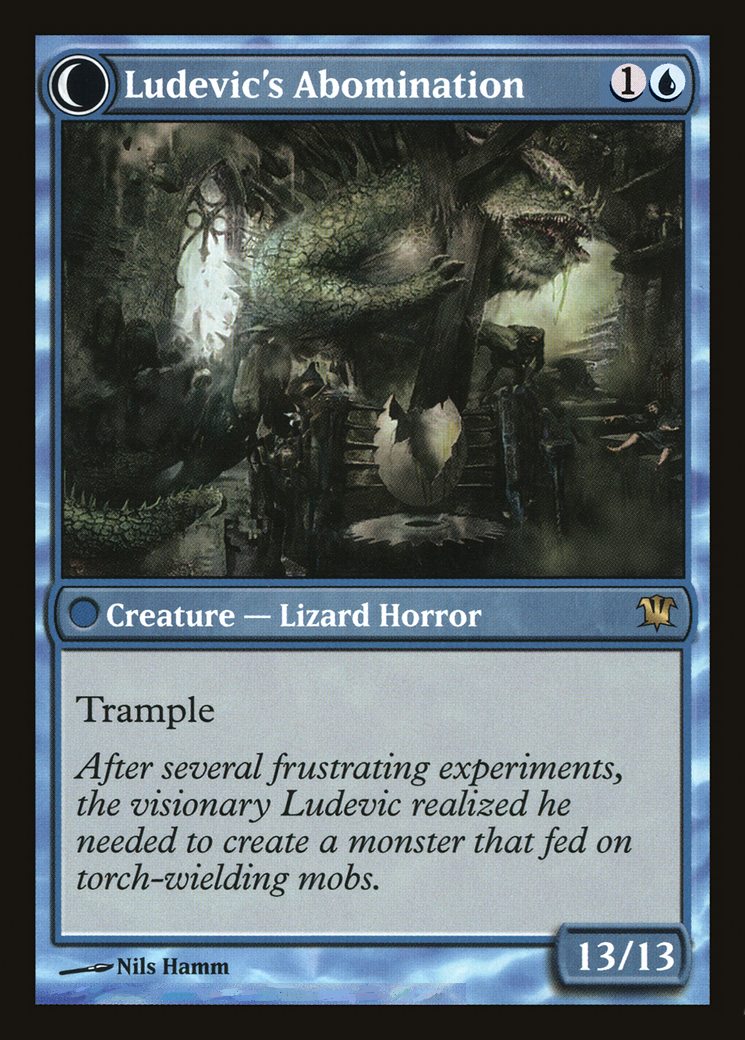 Ludevic's Abomination 1
Creature — Lizard Horror
Trample
After several frustrating experiments,
the visionary Ludevic realized he
needed to create a monster that fed on
torch-wielding mobs.
13/13
Nils Hamm